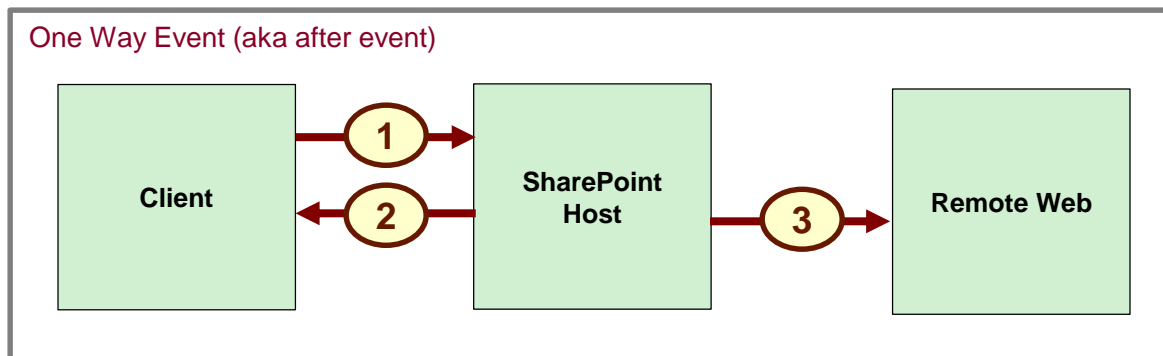 One Way Event (aka after event)
Client
1
2
SharePoint
Host
3
Remote Web